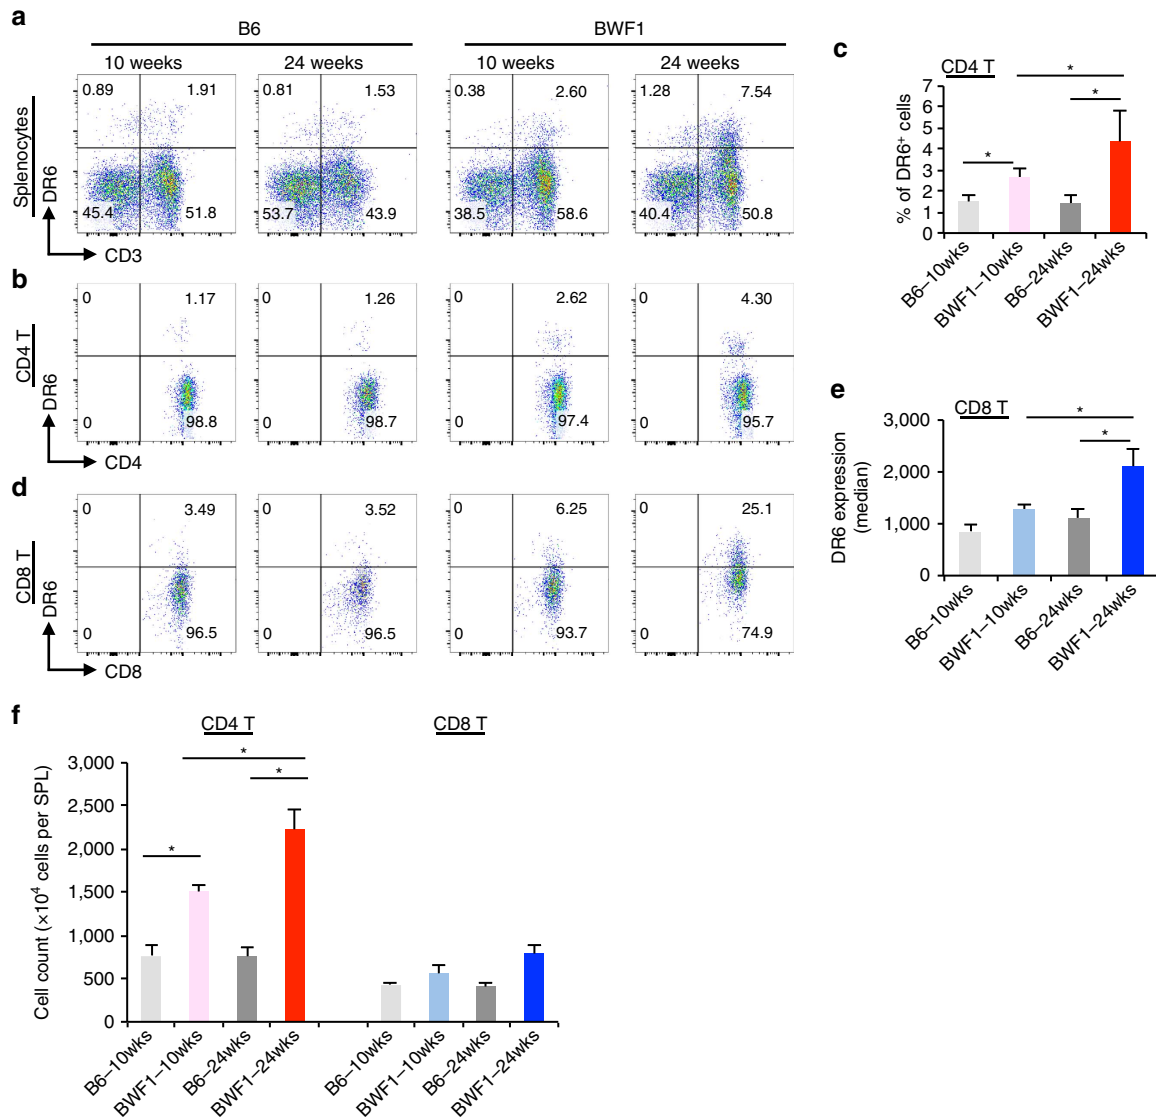 a
B6
BWF1
10 weeks
24 weeks
10 weeks
24 weeks
Splenocytes
DR6
CD3
0.89
1.91
45.4
51.8
0.81
1.53
53.7
43.9
0.38
2.60
38.5
58.6
1.28
7.54
40.4
50.8
b
CD4 T
DR6
CD4
0
1.17
0
98.8
0
1.26
0
98.7
0
2.62
0
97.4
0
4.30
0
95.7
d
CD8 T
DR6
CD8
0
3.49
0
96.5
0
3.52
0
96.5
0
6.25
0
93.7
0
25.1
0
74.9
c
CD4 T
% of DR6+ cells
7
6
5
4
3
2
1
0
*
*
*
B6–10wks
BWF1–10wks
B6–24wks
BWF1–24wks
e
CD8 T
DR6 expression
(median)
3,000
2,000
1,000
0
*
*
B6–10wks
BWF1–10wks
B6–24wks
BWF1–24wks
f
CD4 T
CD8 T
Cell count (×10⁴ cells per SPL)
3,000
2,500
2,000
1,500
1,000
500
0
*
*
*
B6–10wks
BWF1–10wks
B6–24wks
BWF1–24wks
B6–10wks
BWF1–10wks
B6–24wks
BWF1–24wks